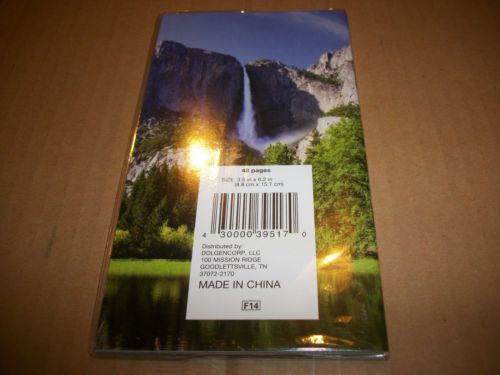 48 pages
SIZE: 3.5 in x 6.2 in
(8.8 cm x 15.7 cm)
4 30000 39517 0
Distributed by:
DOLGENCORP, LLC
100 MISSION RIDGE
GOODLETTSVILLE, TN
37072-2170
MADE IN CHINA
F14